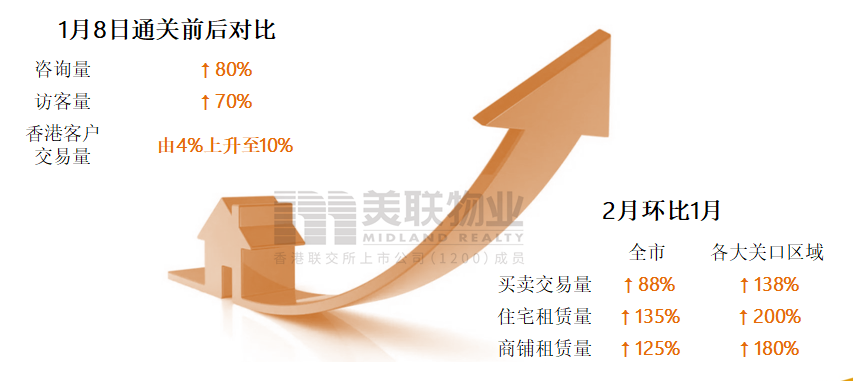 1月8日通关前后对比
咨询量 ↑80%
访客量 ↑70%
香港客户
交易量 由4%上升至10%
美联物业
MIDLAND REALTY
香港联交所上市公司(1200)成员
2月环比1月
全市 各大关口区域
买卖交易量 ↑88% ↑138%
住宅租赁量 ↑135% ↑200%
商铺租赁量 ↑125% ↑180%